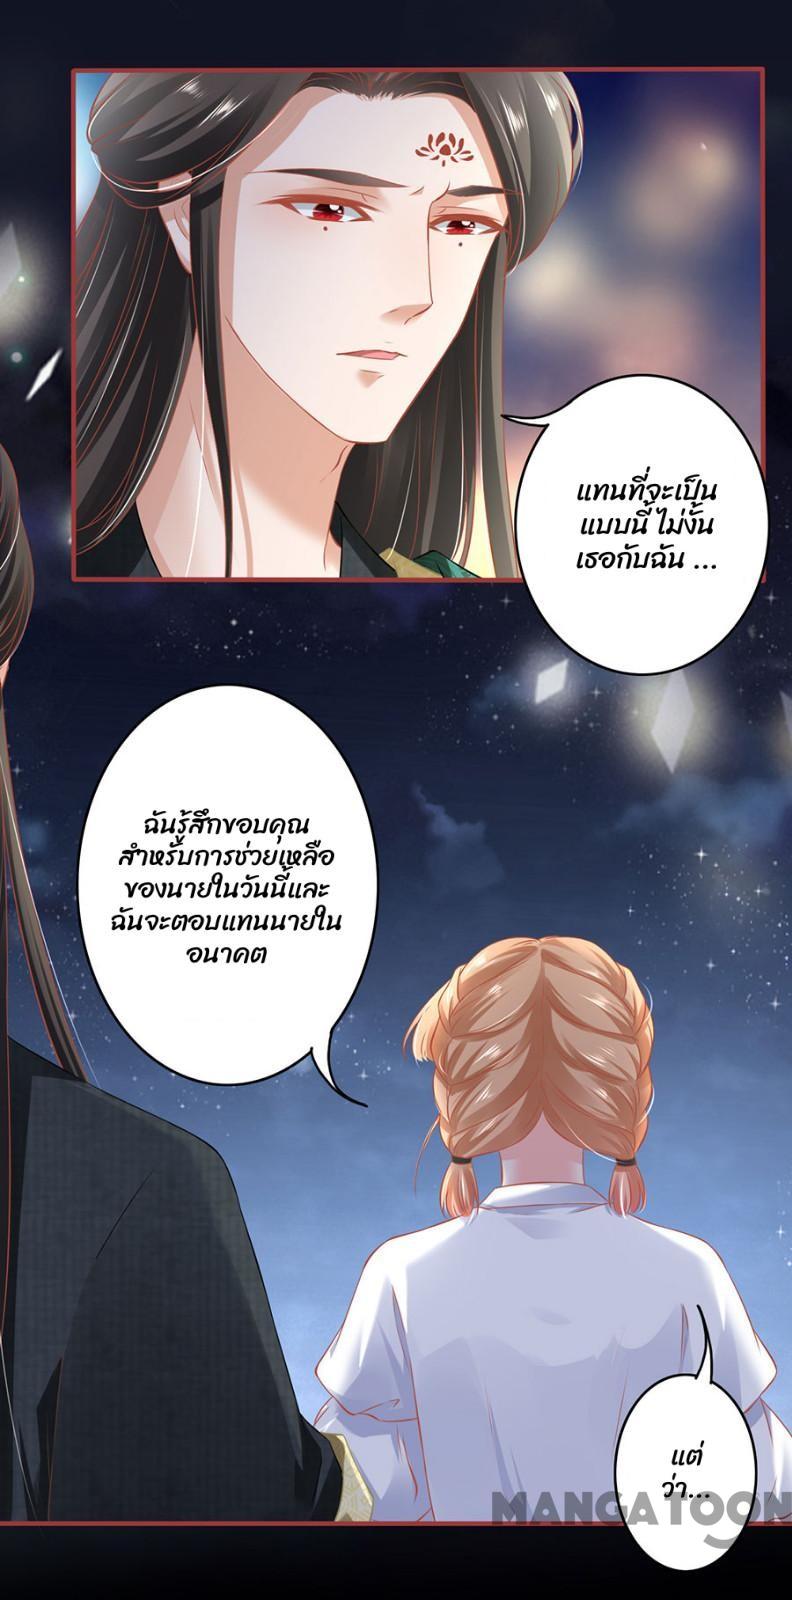 แทนที่จะเป็น
แบบนี้ ไม่งั้น
เธอกับฉัน ...
ฉันรู้สึกขอบคุณ
สำหรับการช่วยเหลือ
ของนายในวันนี้และ
ฉันจะตอบแทนนายใน
อนาคต
แต่
ว่า...
MANGATOON